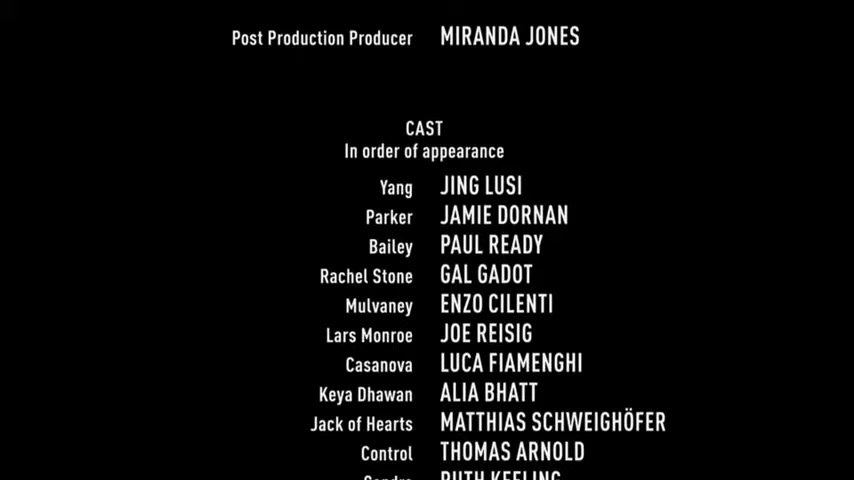 Post Production Producer MIRANDA JONES
CAST
In order of appearance
Yang JING LUSI
Parker JAMIE DORNAN
Bailey PAUL READY
Rachel Stone GAL GADOT
Mulvaney ENZO CILENTI
Lars Monroe JOE REISIG
Casanova LUCA FIAMENGHI
Keya Dhawan ALIA BHATT
Jack of Hearts MATTHIAS SCHWEIGHÖFER
Control THOMAS ARNOLD
RUTH KEELING